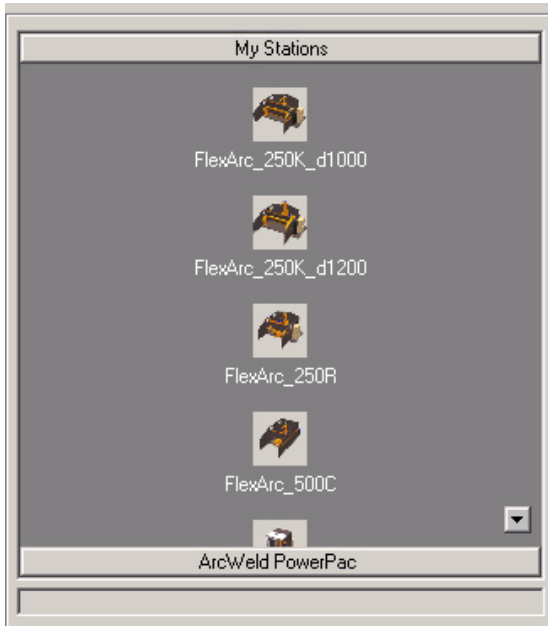 My Stations
FlexArc_250K_d1000
FlexArc_250K_d1200
FlexArc_250R
FlexArc_500C
ArcWeld PowerPac